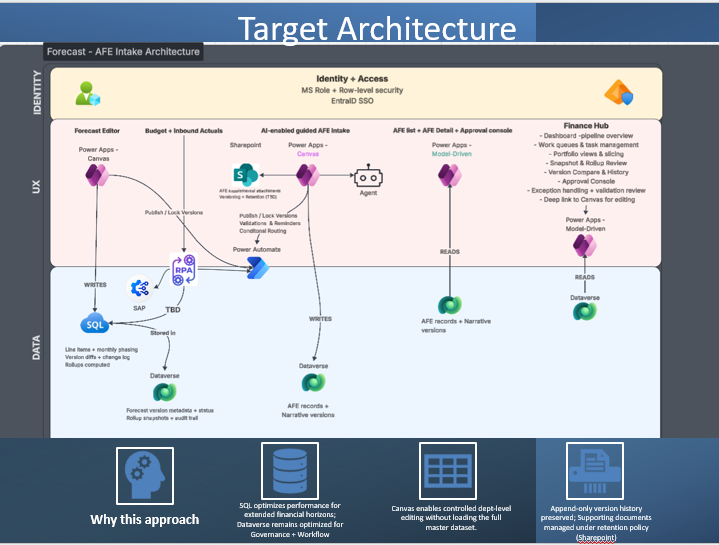 Target Architecture
Forecast - AFE Intake Architecture
IDENTITY
Identity + Access
MS Role + Row-level security
EntraID SSO
UX
Forecast Editor
Power Apps -
Canvas
Budget + Inbound Actuals
AI-enabled guided AFE Intake
Sharepoint
AFE supplemental attachments
Versioning + Retention (TBD)
Power Apps -
Canvas
Agent
Publish / Lock Versions
Publish / Lock Versions
Validations & Reminders
Conditonal Routing
Power Automate
AFE list + AFE Detail + Approval console
Power Apps -
Model-Driven
READS
Finance Hub
- Dashboard -pipeline overview
- Work queues & task management
- Portfolio views & slicing
- Snapshot & Rollup Review
- Version Compare & History
- Approval Console
- Exception handling + validation review
- Deep link to Canvas for editing
Power Apps -
Model-Driven
READS
DATA
WRITES
RPA
SAP
TBD
SQL
Stored in
Line items + monthly phasing
Version diffs + change log
Rollups computed
Dataverse
Forecast version metadata + status
Rollup snapshots + audit trail
WRITES
Dataverse
AFE records +
Narrative versions
AFE records + Narrative
versions
Dataverse
Why this approach
SQL optimizes performance for
extended financial horizons;
Dataverse remains optimized for
Governance + Workflow
Canvas enables controlled dept-level
editing without loading the full
master dataset.
Append-only version history
preserved; Supporting documents
managed under retention policy
(Sharepoint)